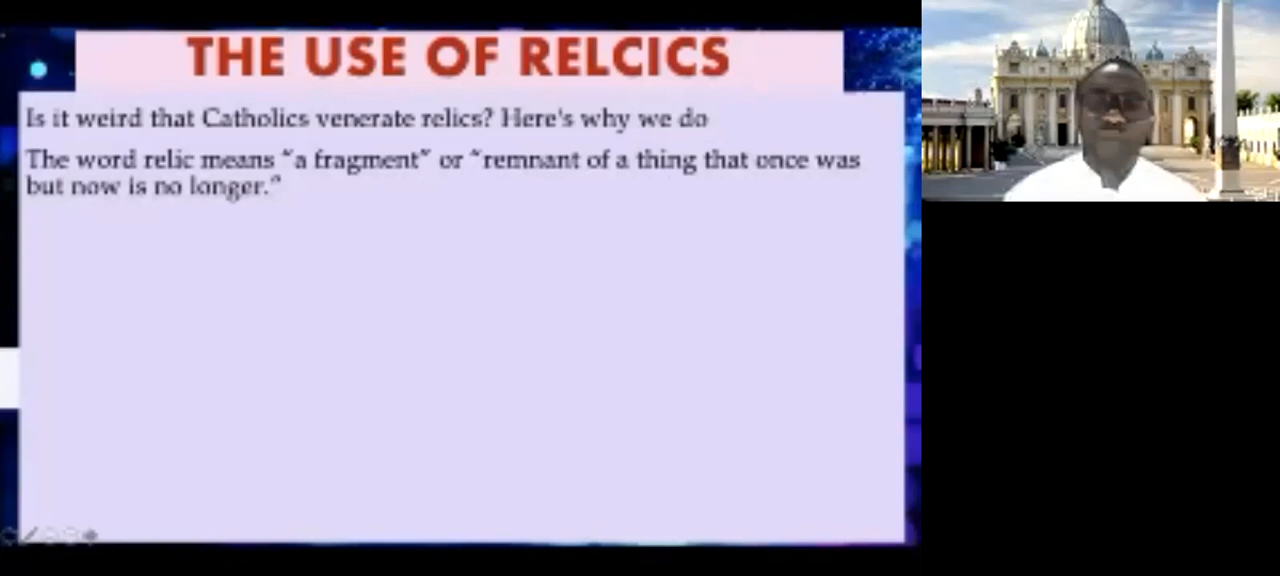 THE USE OF RELCICS
Is it weird that Catholics venerate relics? Here's why we do
The word relic means “a fragment” or “remnant of a thing that once was
but now is no longer.”